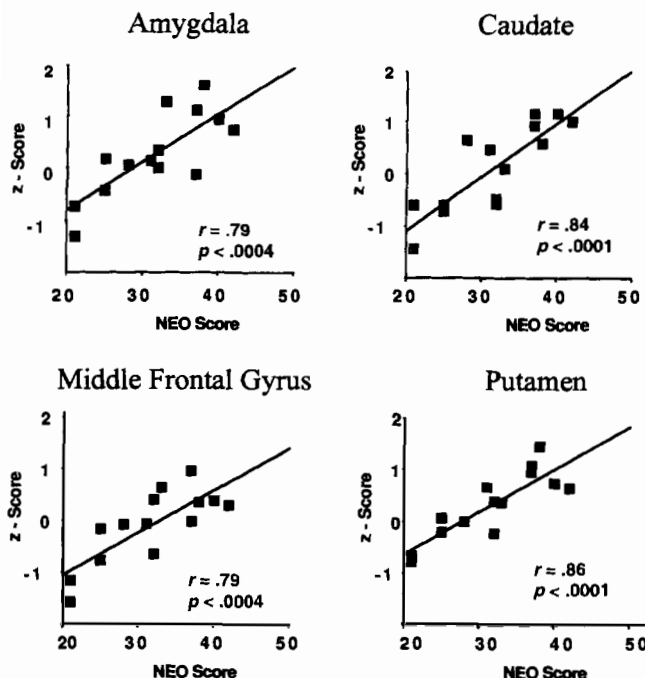 Amygdala
2
1
0
-1
z - Score
r = .79
p < .0004
20 30 40 50
NEO Score
Caudate
2
1
0
-1
z - Score
r = .84
p < .0001
20 30 40 50
NEO Score
Middle Frontal Gyrus
2
1
0
-1
z - Score
r = .79
p < .0004
20 30 40 50
NEO Score
Putamen
2
1
0
-1
z - Score
r = .86
p < .0001
20 30 40 50
NEO Score